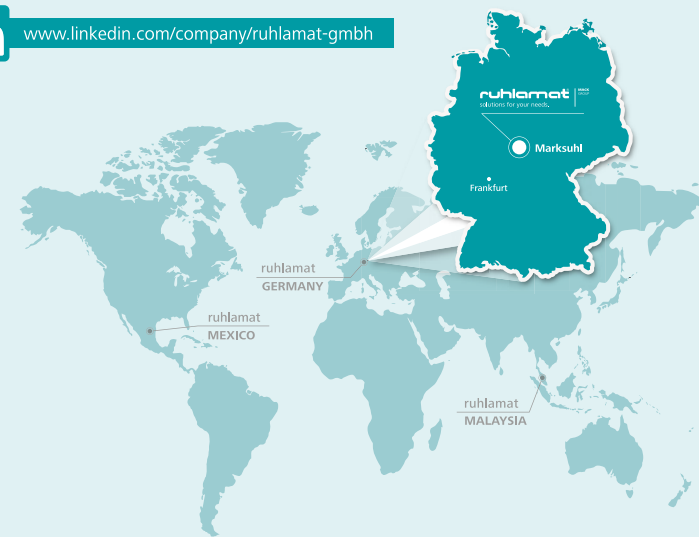 www.linkedin.com/company/ruhlamat-gmbh
ruhlamat
solutions for your needs.
Marksuhl
Frankfurt
ruhlamat
GERMANY
ruhlamat
MEXICO
ruhlamat
MALAYSIA